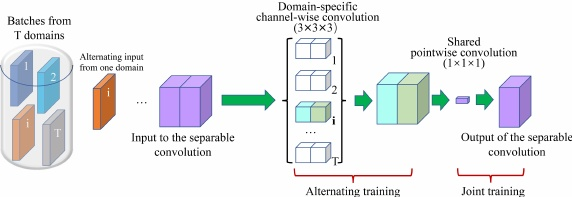 Batches from
T domains
1
2
i
T
Alternating input
from one domain
i
...
Input to the separable
convolution
Domain-specific
channel-wise convolution
(3×3×3)
1
2
i
...
T
Shared
pointwise convolution
(1×1×1)
Output of the separable
convolution
Alternating training
Joint training